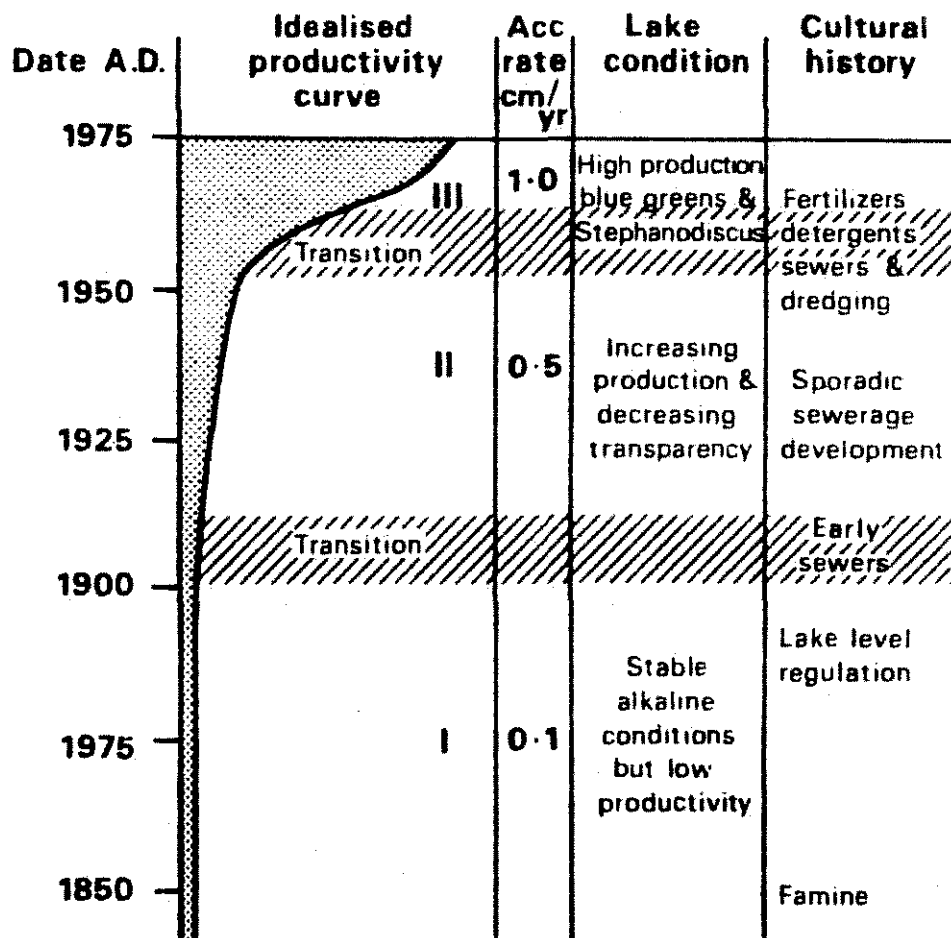 Date A.D.
Idealised
productivity
curve
Acc
rate
cm/
yr
Lake
condition
Cultural
history
1975
III
1·0
High production
blue greens &
Stephanodiscus
Fertilizers
detergents
sewers &
dredging
Transition
1950
II
0·5
Increasing
production &
decreasing
transparency
Sporadic
sewerage
development
1925
Transition
Early
sewers
1900
Lake level
regulation
1975
I
0·1
Stable
alkaline
conditions
but low
productivity
1850
Famine